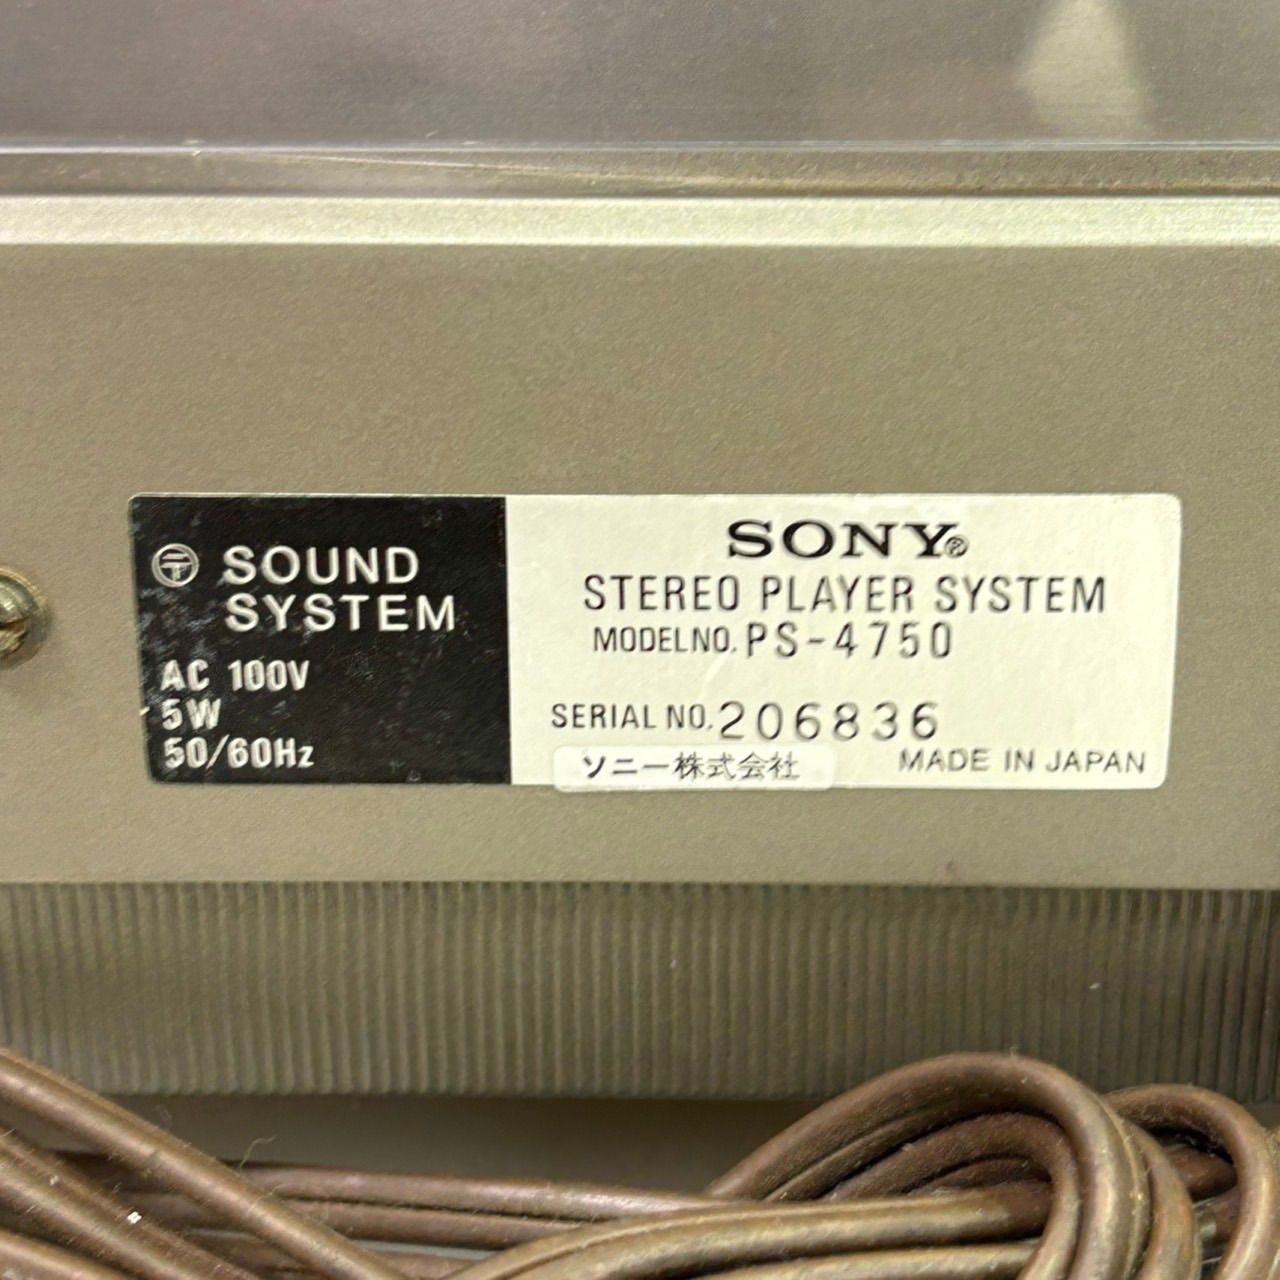 SOUND
SYSTEM
AC 100V
5W
50/60Hz
SONY®
STEREO PLAYER SYSTEM
MODEL NO. PS-4750
SERIAL NO. 206836
ソニー株式会社
MADE IN JAPAN